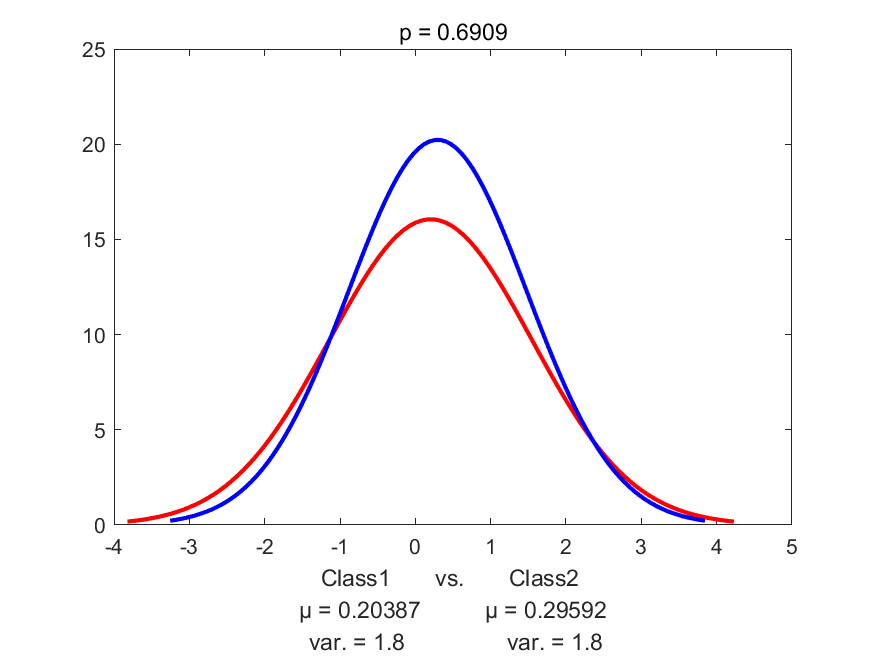 p = 0.6909
25
20
15
10
5
0
-4 -3 -2 -1 0 1 2 3 4 5
Class1 vs. Class2
μ = 0.20387 μ = 0.29592
var. = 1.8 var. = 1.8